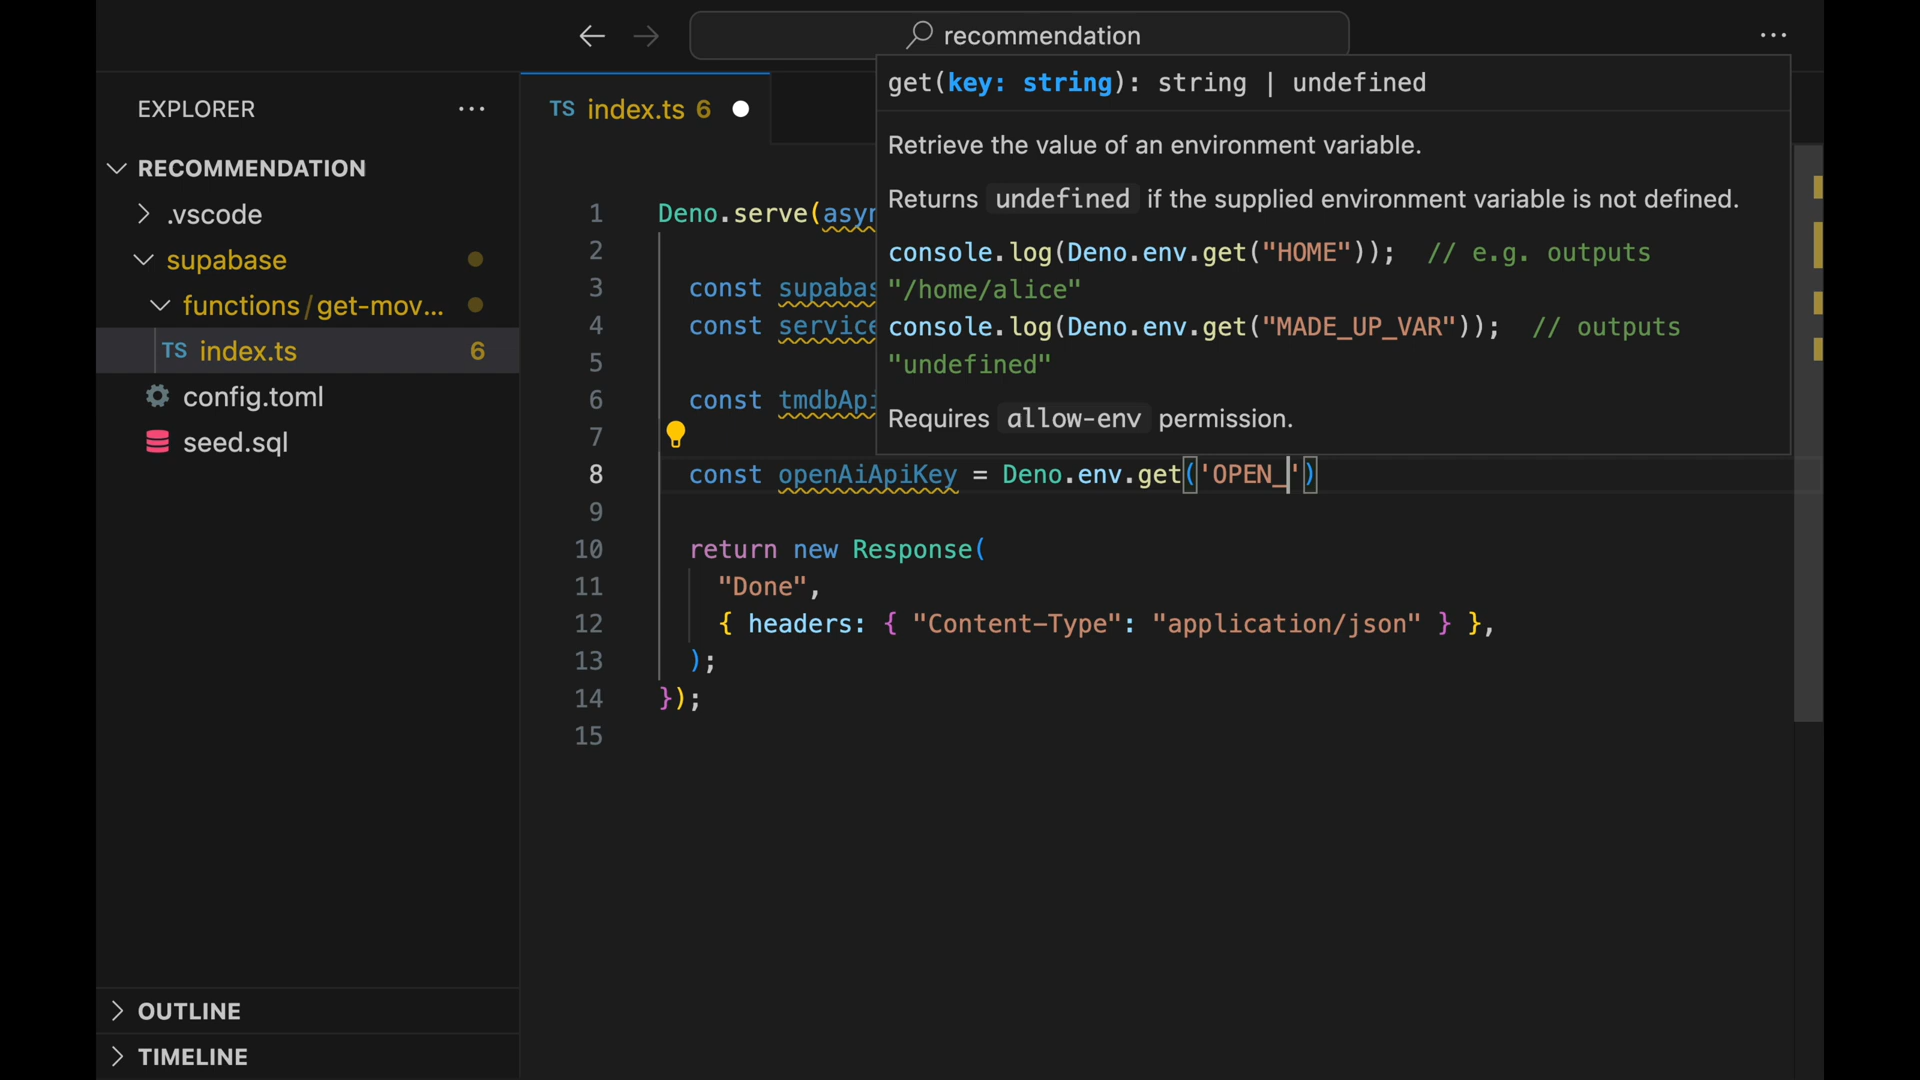 recommendation
EXPLORER
RECOMMENDATION
.vscode
supabase
functions/get-mov...
TS index.ts 6
config.toml
seed.sql
OUTLINE
TIMELINE
TS index.ts 6
get(key: string): string | undefined
Retrieve the value of an environment variable.
Returns undefined if the supplied environment variable is not defined.
console.log(Deno.env.get("HOME"));  // e.g. outputs
"/home/alice"
console.log(Deno.env.get("MADE_UP_VAR"));  // outputs
"undefined"
Requires allow-env permission.
1 Deno.serve(asyn
2
3 const supabas
4 const service
5
6 const tmdbApi
7
8 const openAiApiKey = Deno.env.get('OPEN_')
9
10 return new Response(
11 "Done",
12 { headers: { "Content-Type": "application/json" } },
13 );
14 });
15